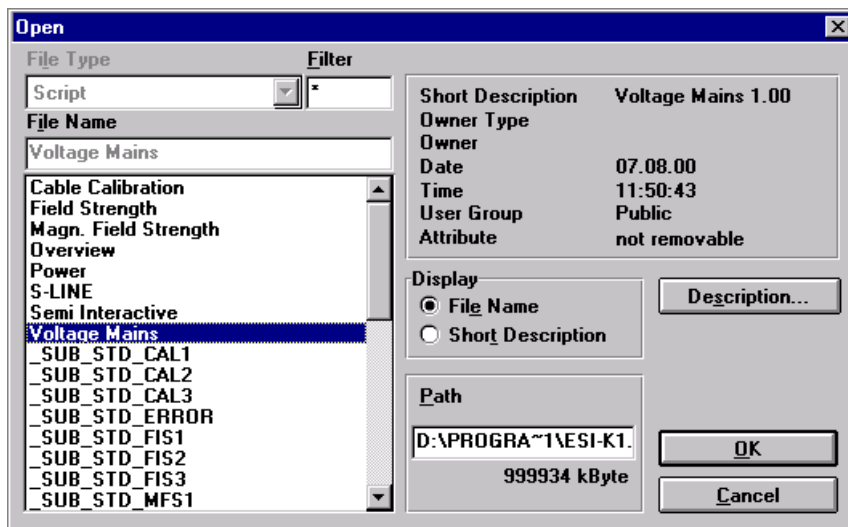 Open
File Type
Filter
Script
*
File Name
Voltage Mains
Cable Calibration
Field Strength
Magn. Field Strength
Overview
Power
S-LINE
Semi Interactive
Voltage Mains
_SUB_STD_CAL1
_SUB_STD_CAL2
_SUB_STD_CAL3
_SUB_STD_ERROR
_SUB_STD_FIS1
_SUB_STD_FIS2
_SUB_STD_FIS3
_SUB_STD_MFS1
Short Description Voltage Mains 1.00
Owner Type
Owner
Date 07.08.00
Time 11:50:43
User Group Public
Attribute not removable
Display
File Name
Short Description
Description...
Path
D:\PROGRA~1\ESI-K1.
999934 kByte
OK
Cancel